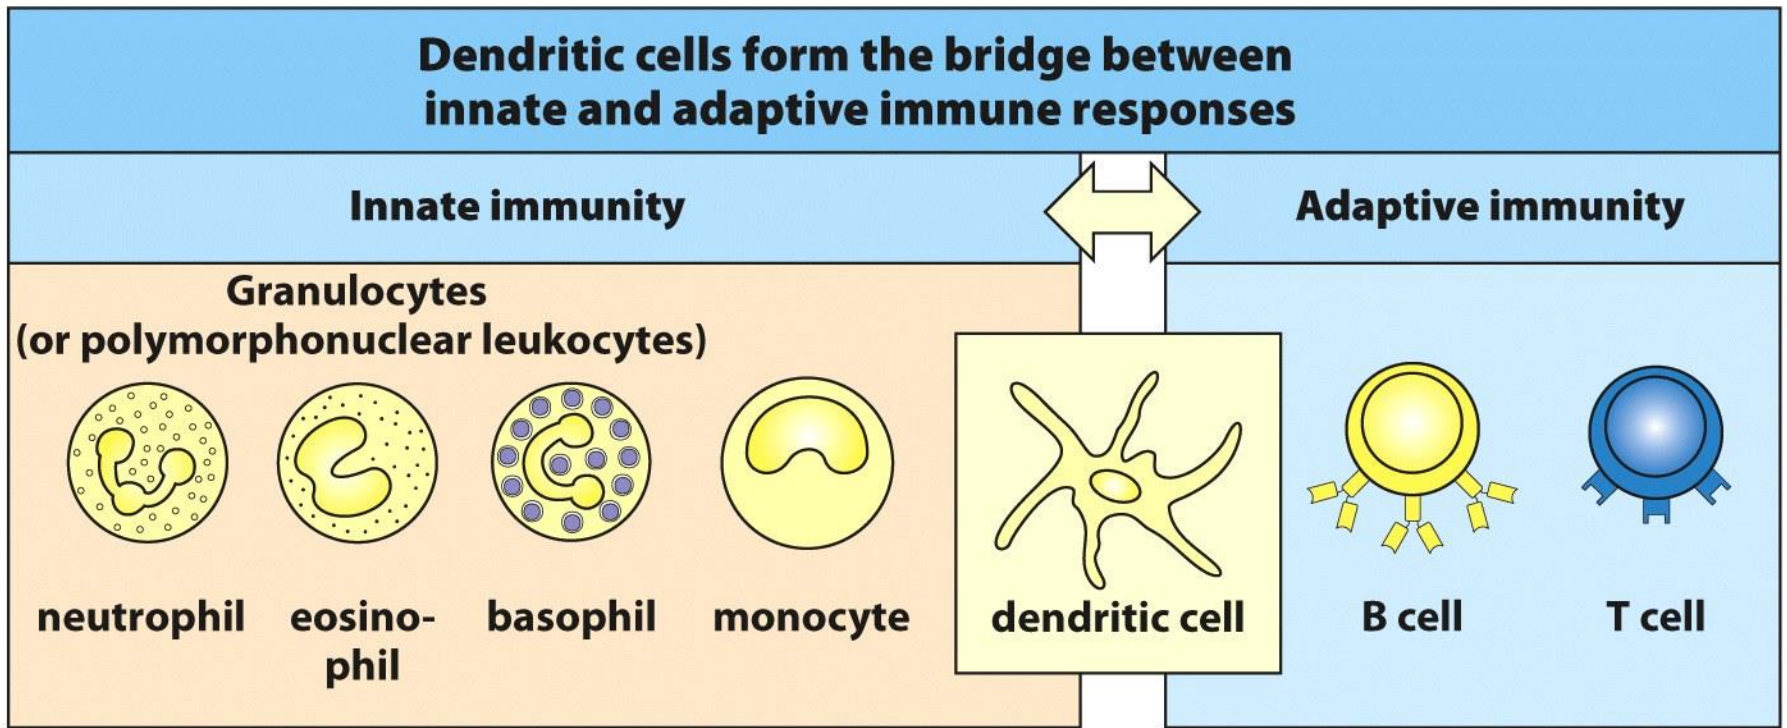 Dendritic cells form the bridge between
innate and adaptive immune responses
Innate immunity
Adaptive immunity
Granulocytes
(or polymorphonuclear leukocytes)
neutrophil
eosino-
phil
basophil
monocyte
dendritic cell
B cell
T cell